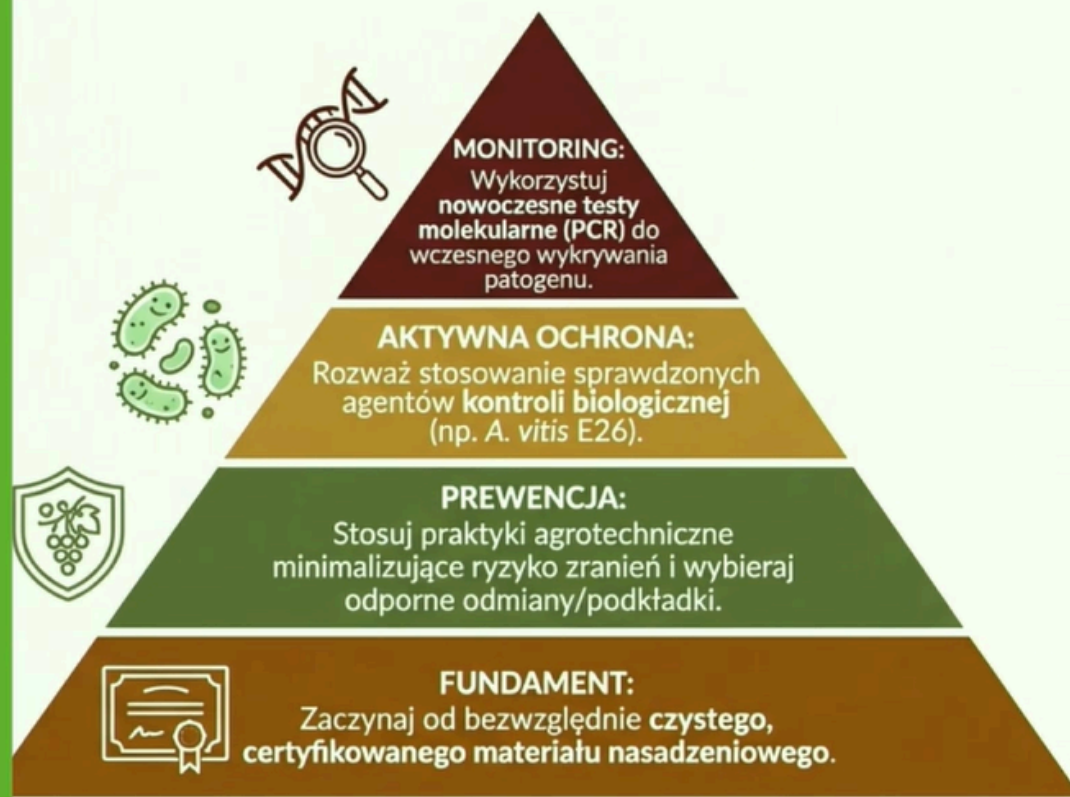 MONITORING:
Wykorzystuj
nowoczesne testy
molekularne (PCR) do
wczesnego wykrywania
patogenu.
AKTYWNA OCHRONA:
Rozważ stosowanie sprawdzonych
agentów kontroli biologicznej
(np. A. vitis E26).
PREWENCJA:
Stosuj praktyki agrotechniczne
minimalizujące ryzyko zranień i wybieraj
odporne odmiany/podkładki.
FUNDAMENT:
Zaczynaj od bezwzględnie czystego,
certyfikowanego materiału nasadzeniowego.